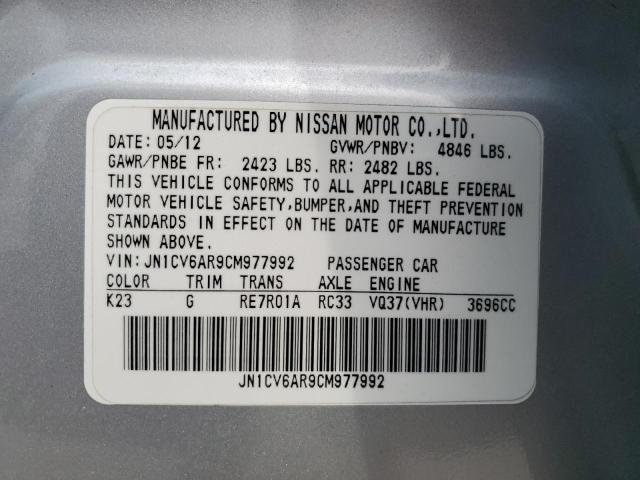 MANUFACTURED BY NISSAN MOTOR CO.,LTD.
DATE: 05/12 GVWR/PNBV: 4846 LBS.
GAWR/PNBE FR: 2423 LBS. RR: 2482 LBS.
THIS VEHICLE CONFORMS TO ALL APPLICABLE FEDERAL
MOTOR VEHICLE SAFETY,BUMPER,AND THEFT PREVENTION
STANDARDS IN EFFECT ON THE DATE OF MANUFACTURE
SHOWN ABOVE.
VIN:JN1CV6AR9CM977992 PASSENGER CAR
COLOR TRIM TRANS AXLE ENGINE
K23 G RE7R01A RC33 VQ37(VHR) 3696CC
JN1CV6AR9CM977992